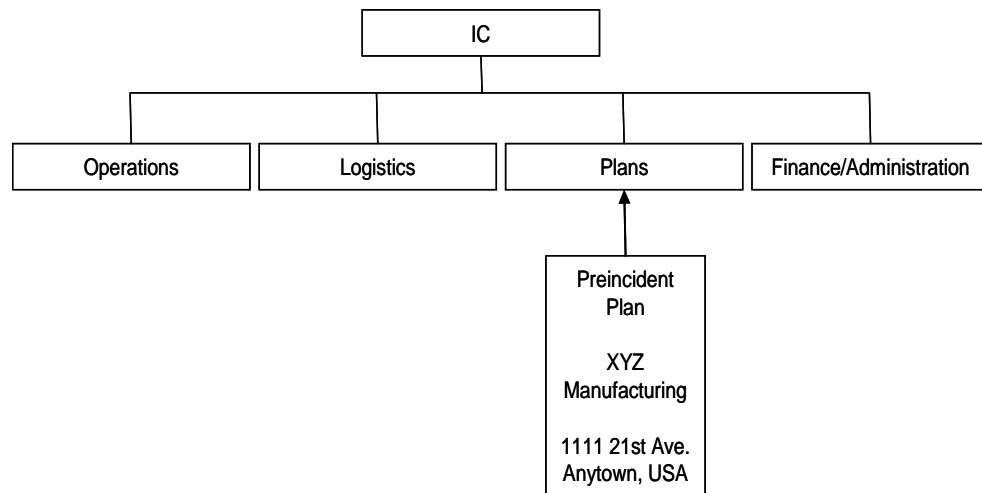 IC
Operations
Logistics
Plans
Finance/Administration
Preincident
Plan
XYZ
Manufacturing
1111 21st Ave.
Anytown, USA